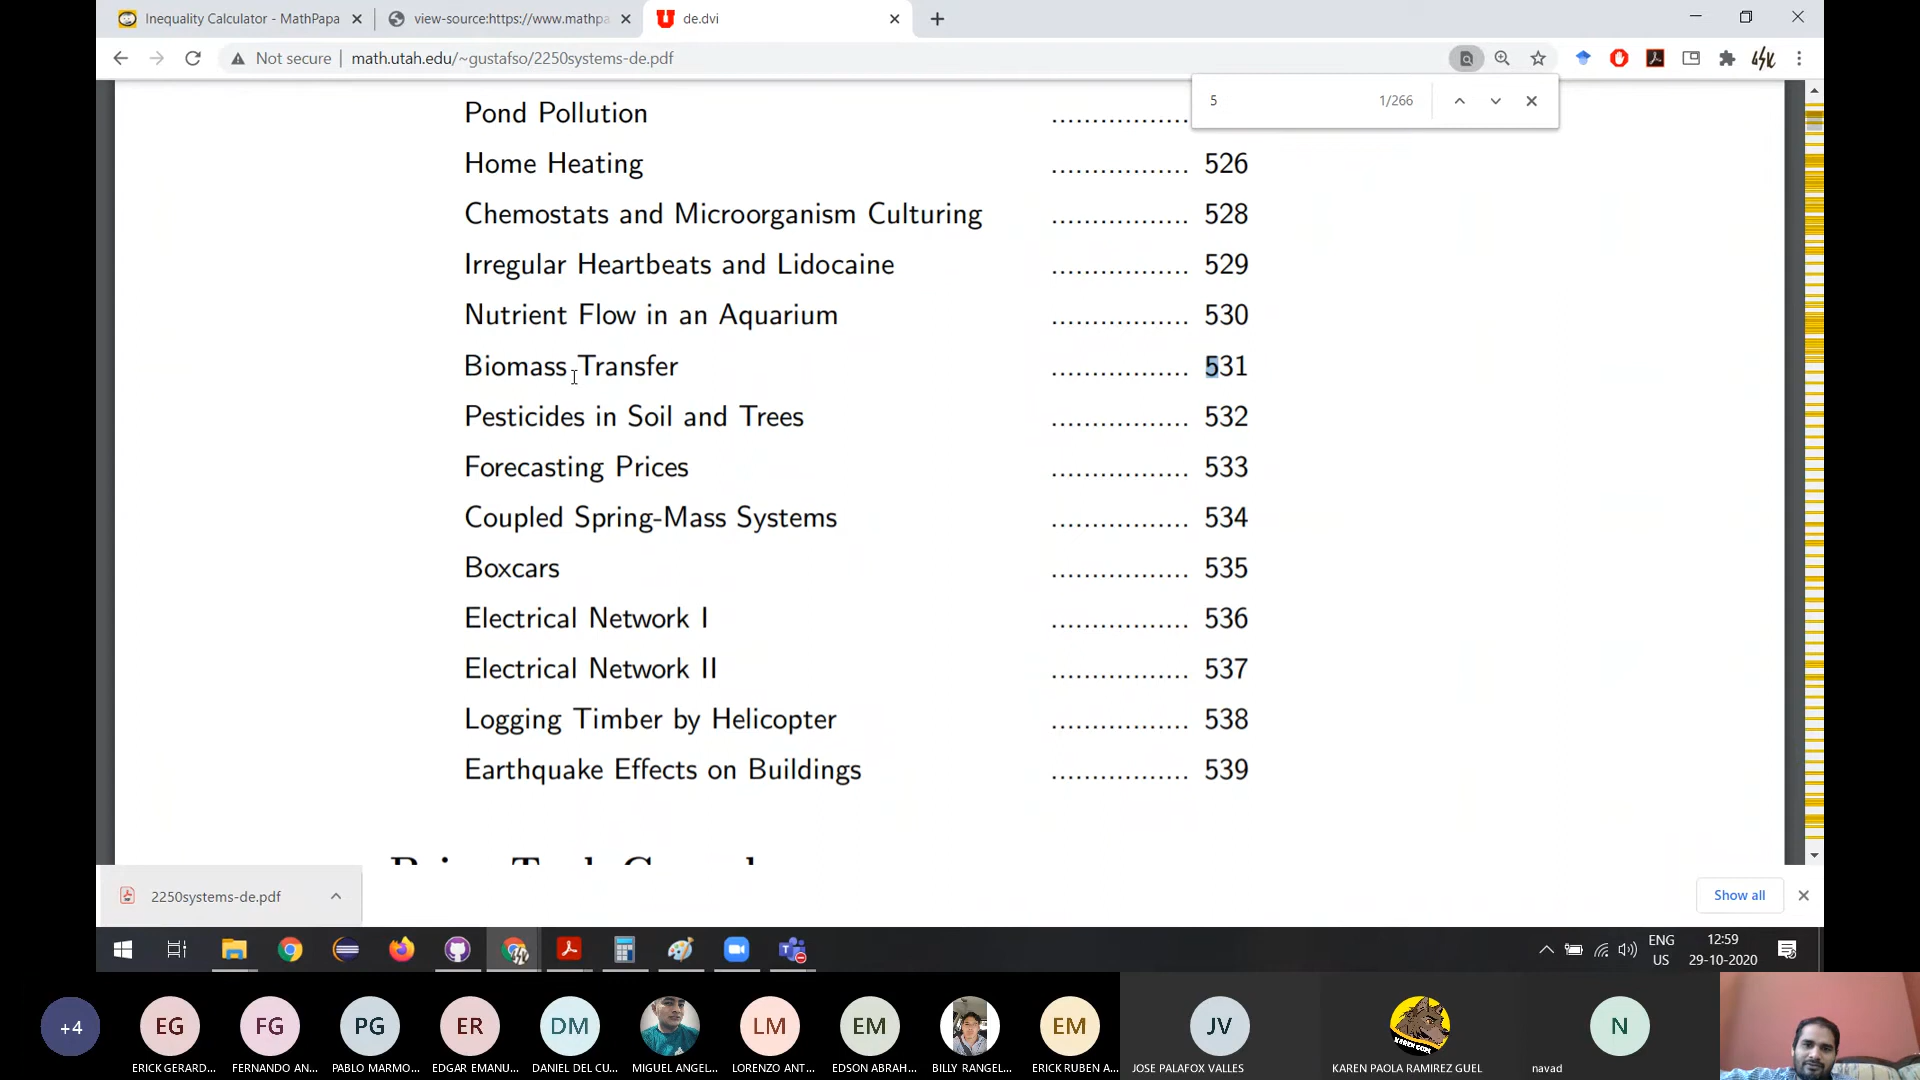 Inequality Calculator - MathPapa
view-source:https://www.mathpa
de.dvi
Not secure
math.utah.edu/~gustafso/2250systems-de.pdf
5
1/266
Pond Pollution ................
Home Heating ................. 526
Chemostats and Microorganism Culturing ................. 528
Irregular Heartbeats and Lidocaine ................. 529
Nutrient Flow in an Aquarium ................. 530
Biomass Transfer ................. 531
Pesticides in Soil and Trees ................. 532
Forecasting Prices ................. 533
Coupled Spring-Mass Systems ................. 534
Boxcars ................. 535
Electrical Network I ................. 536
Electrical Network II ................. 537
Logging Timber by Helicopter ................. 538
Earthquake Effects on Buildings ................. 539
2250systems-de.pdf
Show all
ENG
US
12:59
29-10-2020
+4
EG
FG
PG
ER
DM
LM
EM
EM
JV
KAREN GUEL
N
ERICK GERARD...
FERNANDO AN...
PABLO MARMO...
EDGAR EMANU...
DANIEL DEL CU...
MIGUEL ANGEL...
LORENZO ANT...
EDSON ABRAH...
BILLY RANGEL...
ERICK RUBEN A...
JOSE PALAFOX VALLES
KAREN PAOLA RAMIREZ GUEL
navad